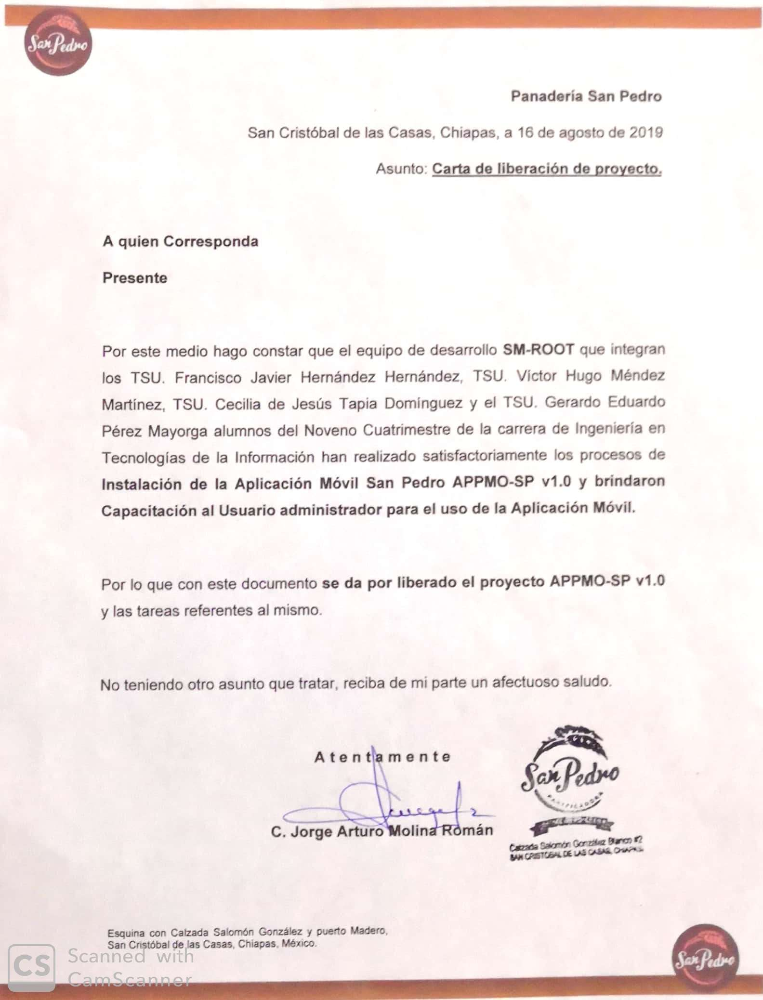 San Pedro
Panadería San Pedro
San Cristóbal de las Casas, Chiapas, a 16 de agosto de 2019
Asunto: Carta de liberación de proyecto.
A quien Corresponda
Presente
Por este medio hago constar que el equipo de desarrollo SM-ROOT que integran
los TSU. Francisco Javier Hernández Hernández, TSU. Víctor Hugo Méndez
Martínez, TSU. Cecilia de Jesús Tapia Domínguez y el TSU. Gerardo Eduardo
Pérez Mayorga alumnos del Noveno Cuatrimestre de la carrera de Ingeniería en
Tecnologías de la Información han realizado satisfactoriamente los procesos de
Instalación de la Aplicación Móvil San Pedro APPMO-SP v1.0 y brindaron
Capacitación al Usuario administrador para el uso de la Aplicación Móvil.
Por lo que con este documento se da por liberado el proyecto APPMO-SP v1.0
y las tareas referentes al mismo.
No teniendo otro asunto que tratar, reciba de mi parte un afectuoso saludo.
Atentamente
C. Jorge Arturo Molina Román
San Pedro
PANIFICADORA
Calzada Salomón González Blanco #2
SAN CRISTOBAL DE LAS CASAS, CHIAPAS.
Esquina con Calzada Salomón González y puerto Madero,
San Cristóbal de las Casas, Chiapas, México.
San Pedro
CS
Scanned with
CamScanner